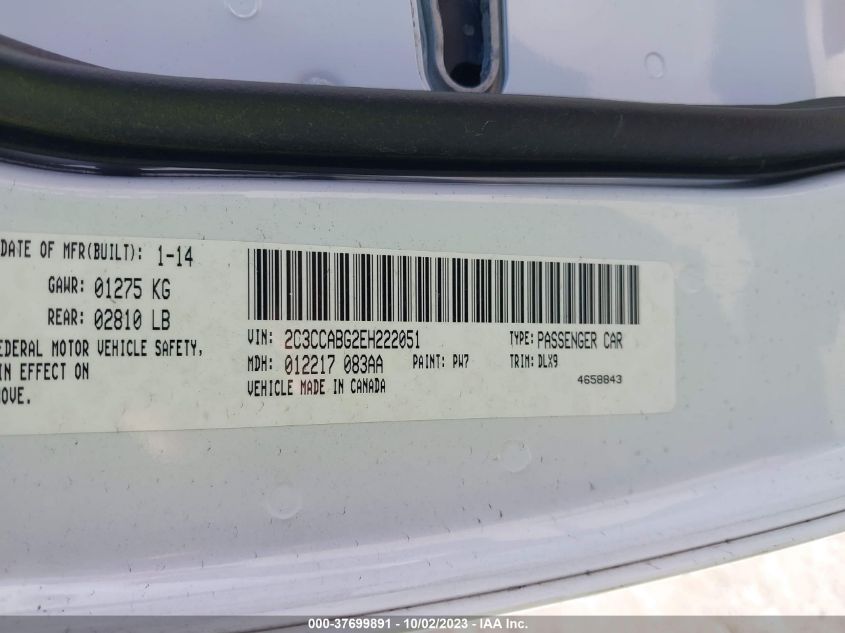 DATE OF MFR(BUILT): 1-14
GAWR: 01275 KG
REAR: 02810 LB
EDERAL MOTOR VEHICLE SAFETY,
IN EFFECT ON
OVE.
VIN: 2C3CCABG2EH222051 TYPE: PASSENGER CAR
MDH: 012217 083AA PAINT: PW7 TRIM: DLX9
VEHICLE MADE IN CANADA 4658843
000-37699891 - 10/02/2023 - IAA Inc.